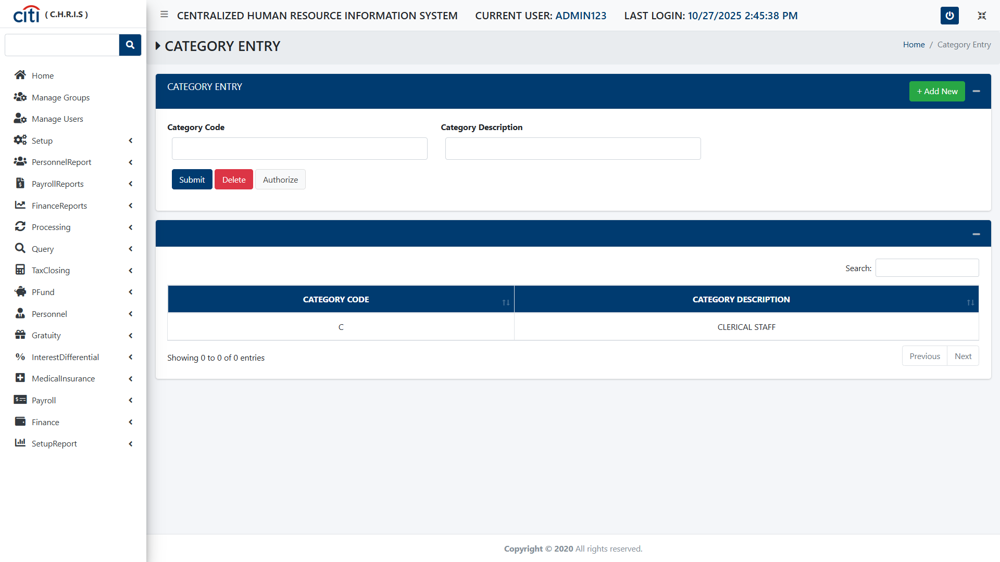 citi ( C.H.R.I.S )
CENTRALIZED HUMAN RESOURCE INFORMATION SYSTEM CURRENT USER: ADMIN123 LAST LOGIN: 10/27/2025 2:45:38 PM
CATEGORY ENTRY
Home / Category Entry
Home
Manage Groups
Manage Users
Setup
PersonnelReport
PayrollReports
FinanceReports
Processing
Query
TaxClosing
PFund
Personnel
Gratuity
% InterestDifferential
MedicalInsurance
Payroll
Finance
SetupReport
CATEGORY ENTRY
+ Add New
Category Code Category Description
Submit Delete Authorize
Search:
CATEGORY CODE CATEGORY DESCRIPTION
C CLERICAL STAFF
Showing 0 to 0 of 0 entries
Previous Next
Copyright © 2020 All rights reserved.